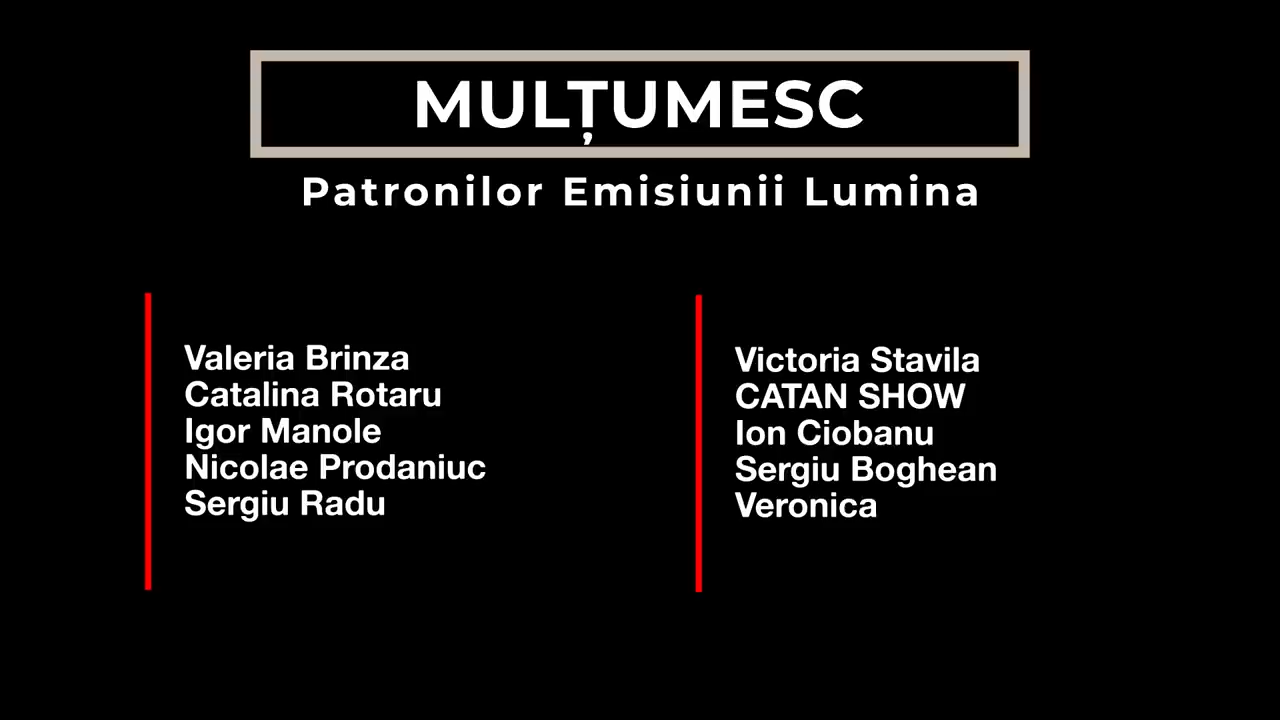 MULȚUMESC
Patronilor Emisiunii Lumina
Valeria Brinza
Catalina Rotaru
Igor Manole
Nicolae Prodaniuc
Sergiu Radu
Victoria Stavila
CATAN SHOW
Ion Ciobanu
Sergiu Boghean
Veronica